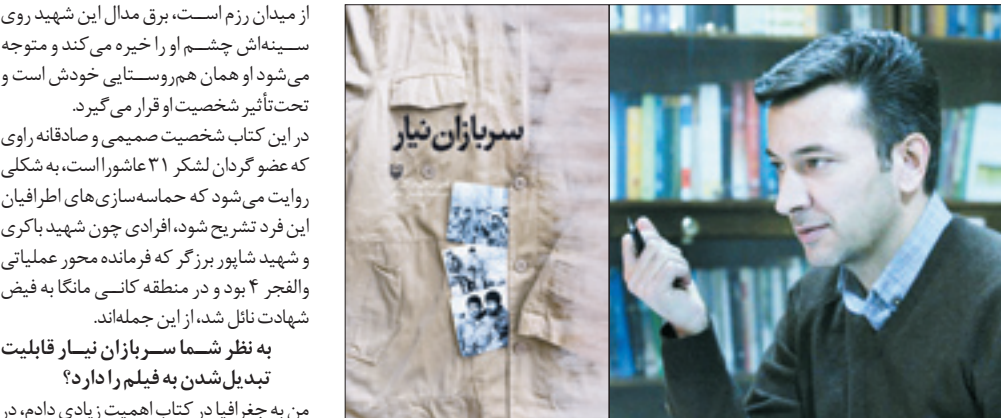 از میدان رزم است، برق مدال این شهید روی
سینه‌اش چشم او را خیره می‌کند و متوجه
می‌شود او همان هم‌روستایی خودش است و
تحت‌تأثیر شخصیت او قرار می‌گیرد.
در این کتاب شخصیت صمیمی و صادقانه راوی
که عضو گردان لشکر ۳۱ عاشورا است، به شکلی
روایت می‌شود که حماسه‌سازی‌های اطرافیان
این فرد تشریح شود، افرادی چون شهید باکری
و شهید شاپور برزگر که فرمانده محور عملیاتی
والفجر ۴ بود و در منطقه کانی مانگا به فیض
شهادت نائل شد، از این جمله‌اند.
به نظر شما سربازان نیار قابلیت
تبدیل‌شدن به فیلم را دارد؟
من به جغرافیا در کتاب اهمیت زیادی دادم، در
سربازان نیار